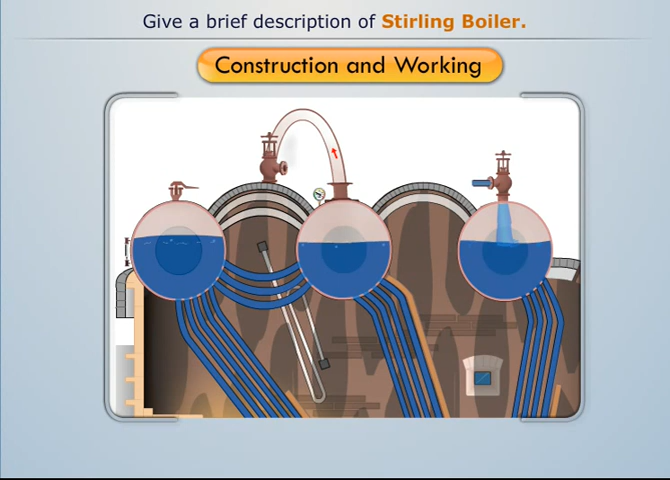 Give a brief description of Stirling Boiler.
Construction and Working